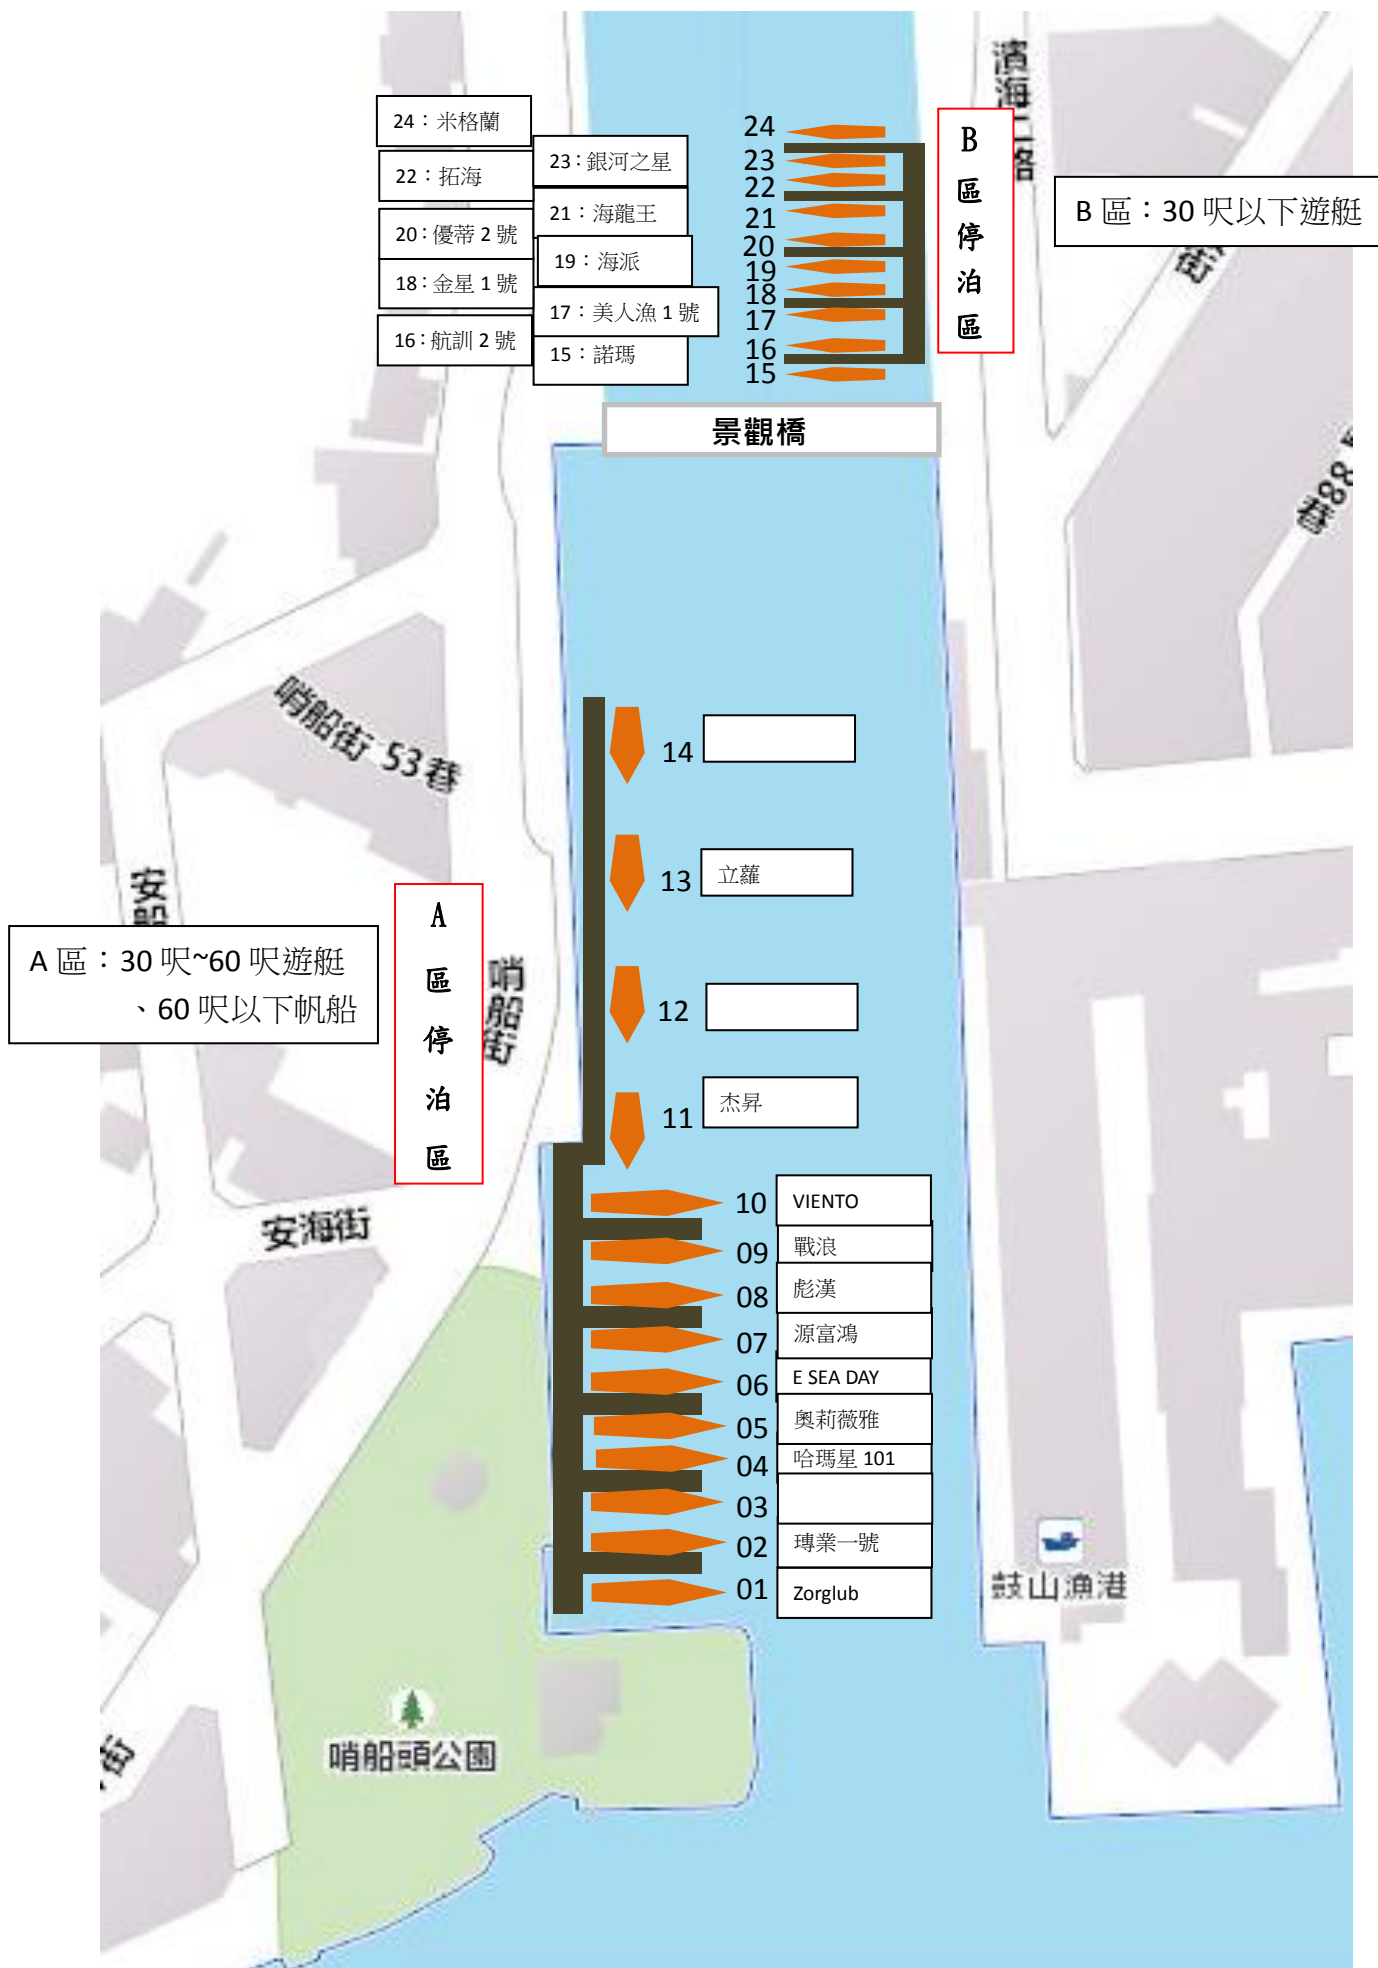 濱海二路
24：米格蘭
23：銀河之星
22：拓海
21：海龍王
20：優蒂 2 號
19：海派
18：金星 1 號
17：美人漁 1 號
16：航訓 2 號
15：諾瑪
24
23
22
21
20
19
18
17
16
15
B
區
停
泊
區
B 區：30 呎以下遊艇
街
景觀橋
巷88
哨船街 53巷
14
13
立蘿
12
11
杰昇
安船
A 區：30 呎~60 呎遊艇
、60 呎以下帆船
A
區
停
泊
區
哨船街
安海街
10
VIENTO
09
戰浪
08
彪漢
07
源富鴻
06
E SEA DAY
05
奧莉薇雅
04
哈瑪星 101
03
02
瑼業一號
01
Zorglub
鼓山漁港
哨船頭公園
街